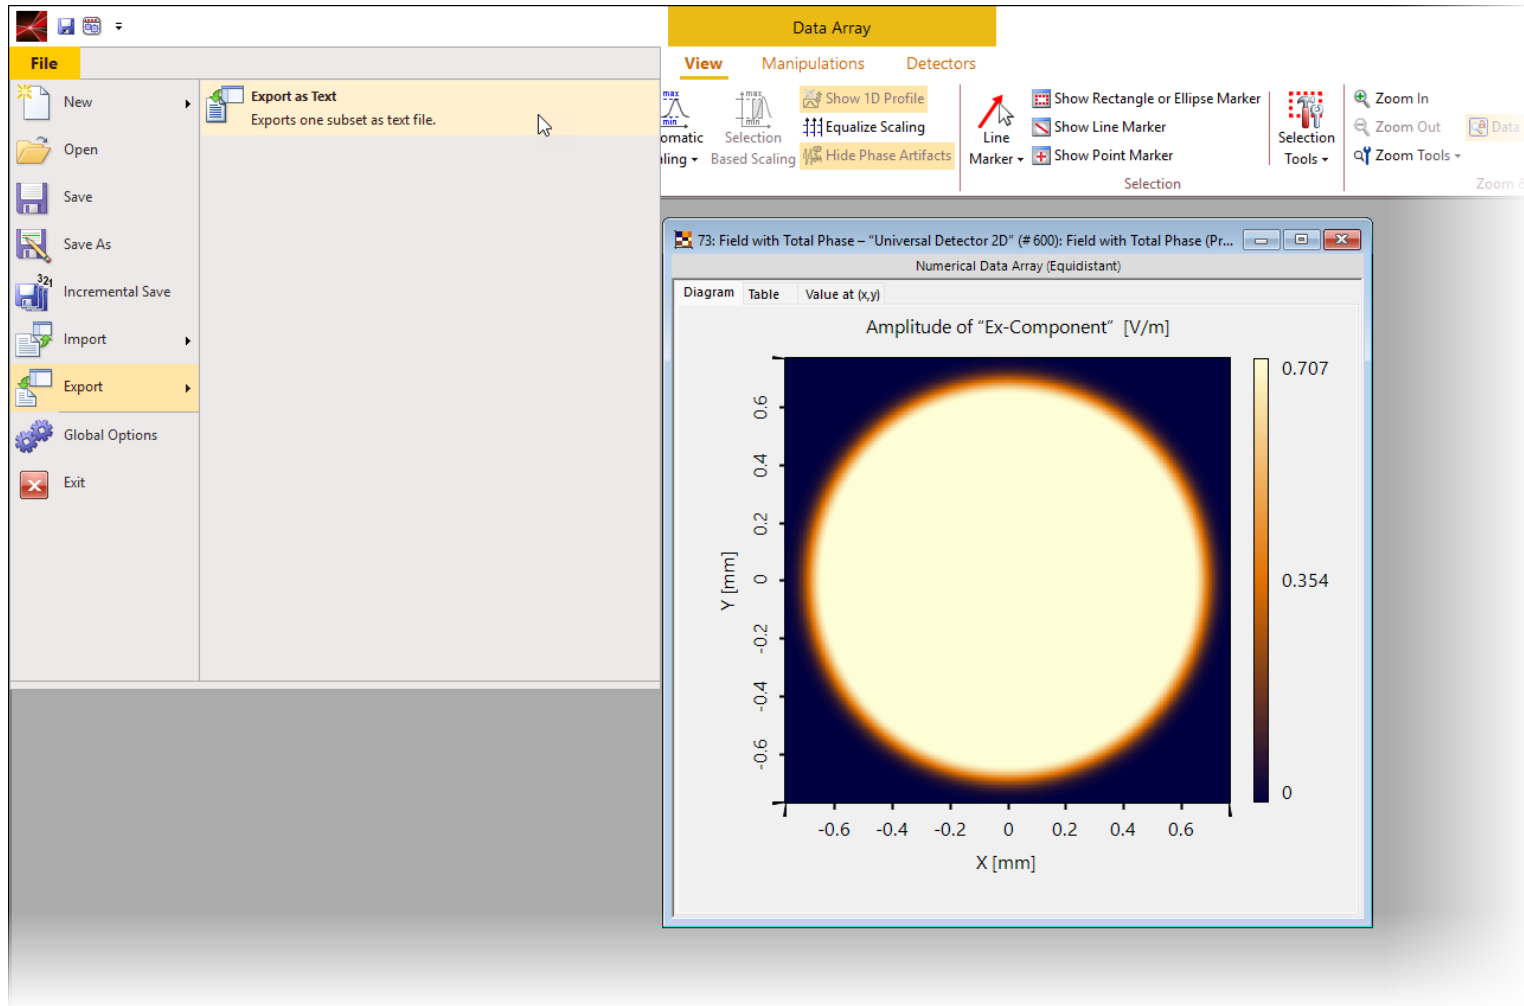 Data Array
File
View Manipulations Detectors
New
Open
Save
Save As
Incremental Save
Import
Export
Global Options
Exit
Export as Text
Exports one subset as text file.
max
min
omatic
ling
max
min
Selection
Based Scaling
Show 1D Profile
Equalize Scaling
Hide Phase Artifacts
Line
Marker
Show Rectangle or Ellipse Marker
Show Line Marker
Show Point Marker
Selection
Selection
Tools
Zoom In
Zoom Out
Zoom Tools
Data
Zoom &
321
73: Field with Total Phase – "Universal Detector 2D" (#600): Field with Total Phase (Pr...
Numerical Data Array (Equidistant)
Diagram Table Value at (x,y)
Amplitude of "Ex-Component" [V/m]
0.6
0.4
0.2
0
-0.2
-0.4
-0.6
Y [mm]
-0.6 -0.4 -0.2 0 0.2 0.4 0.6
X [mm]
0.707
0.354
0